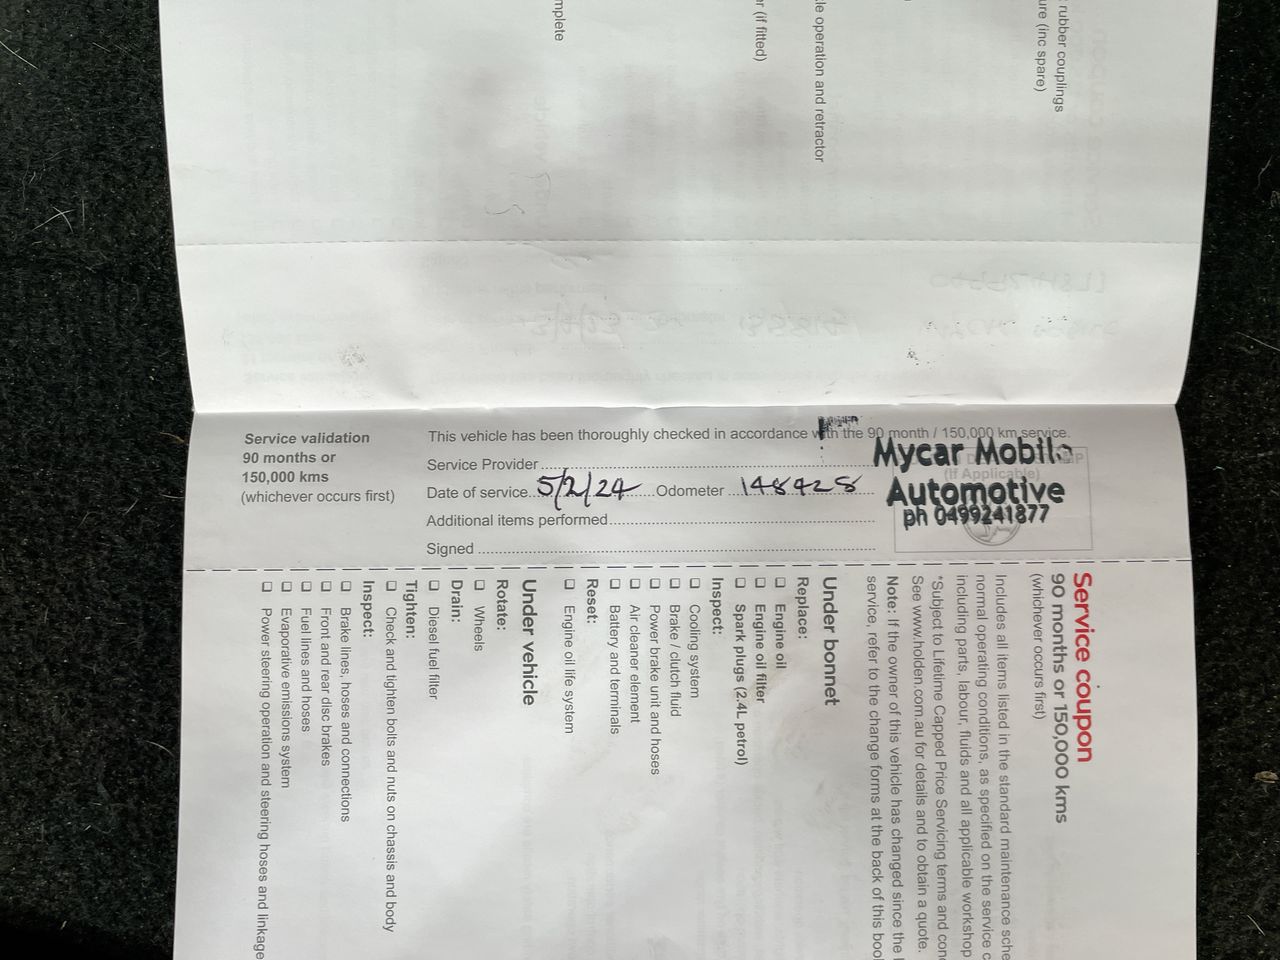 mplete
er (if fitted)
le operation and retractor
rubber couplings
ure (inc spare)
Service validation
90 months or
150,000 kms
(whichever occurs first)
This vehicle has been thoroughly checked in accordance with the 90 month / 150,000 km service.
Service Provider
Date of service 5/2/24 Odometer 148428
Additional items performed
Signed
(If Applicable)
Mycar Mobile
Automotive
ph 0499241877
Service coupon
90 months or 150,000 kms
(whichever occurs first)
Includes all items listed in the standard maintenance sche
normal operating conditions, as specified on the service c
including parts, labour, fluids and all applicable workshop
*Subject to Lifetime Capped Price Servicing terms and con
See www.holden.com.au for details and to obtain a quote.
Note: If the owner of this vehicle has changed since the l
service, refer to the change forms at the back of this boo
Under bonnet
Replace:
☐ Engine oil
☐ Engine oil filter
☐ Spark plugs (2.4L petrol)
Inspect:
☐ Cooling system
☐ Brake / clutch fluid
☐ Power brake unit and hoses
☐ Air cleaner element
☐ Battery and terminals
Reset:
☐ Engine oil life system
Under vehicle
Rotate:
☐ Wheels
Drain:
☐ Diesel fuel filter
Tighten:
☐ Check and tighten bolts and nuts on chassis and body
Inspect:
☐ Brake lines, hoses and connections
☐ Front and rear disc brakes
☐ Fuel lines and hoses
☐ Evaporative emissions system
☐ Power steering operation and steering hoses and linkage